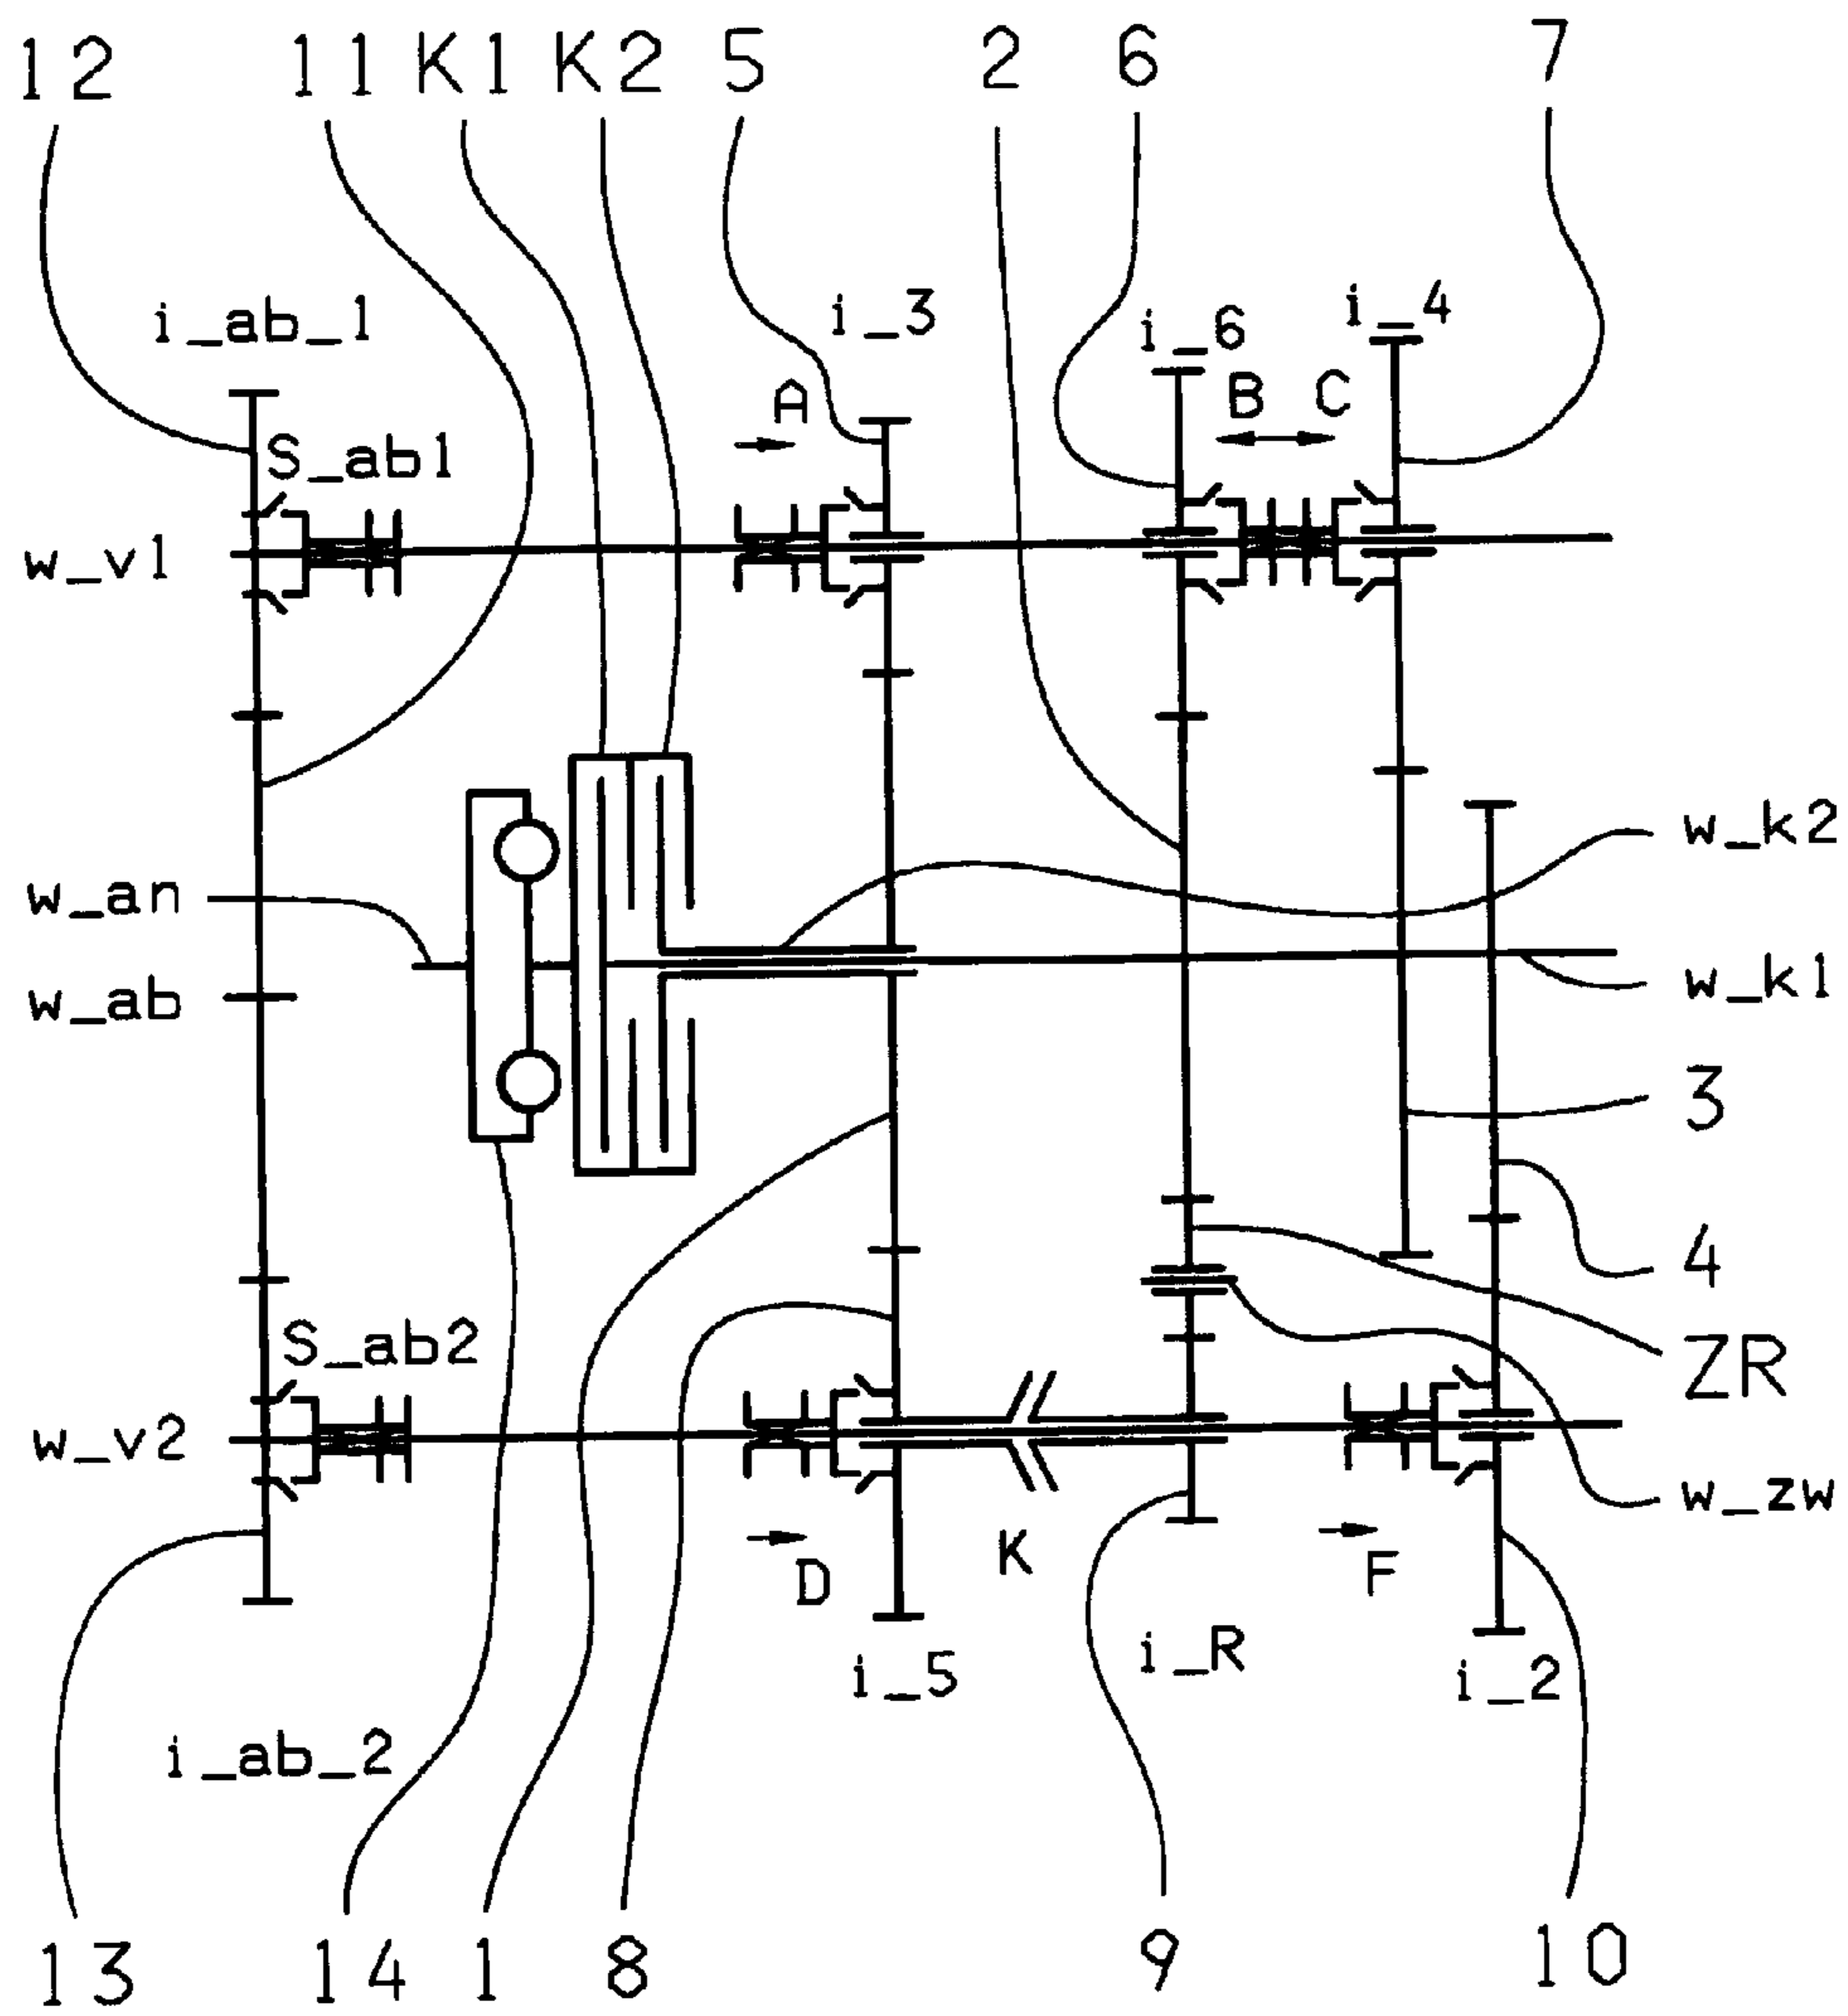 12 11 K1 K2 5 2 6 7
i_ab_1 i_3 i_6 i_4
A B C
S_ab1
w_v1
w_k2
w_an
w_ab w_k1
3
4
S_ab2 ZR
w_v2 w_zw
D K F
i_5 i_R i_2
i_ab_2
13 14 1 8 9 10